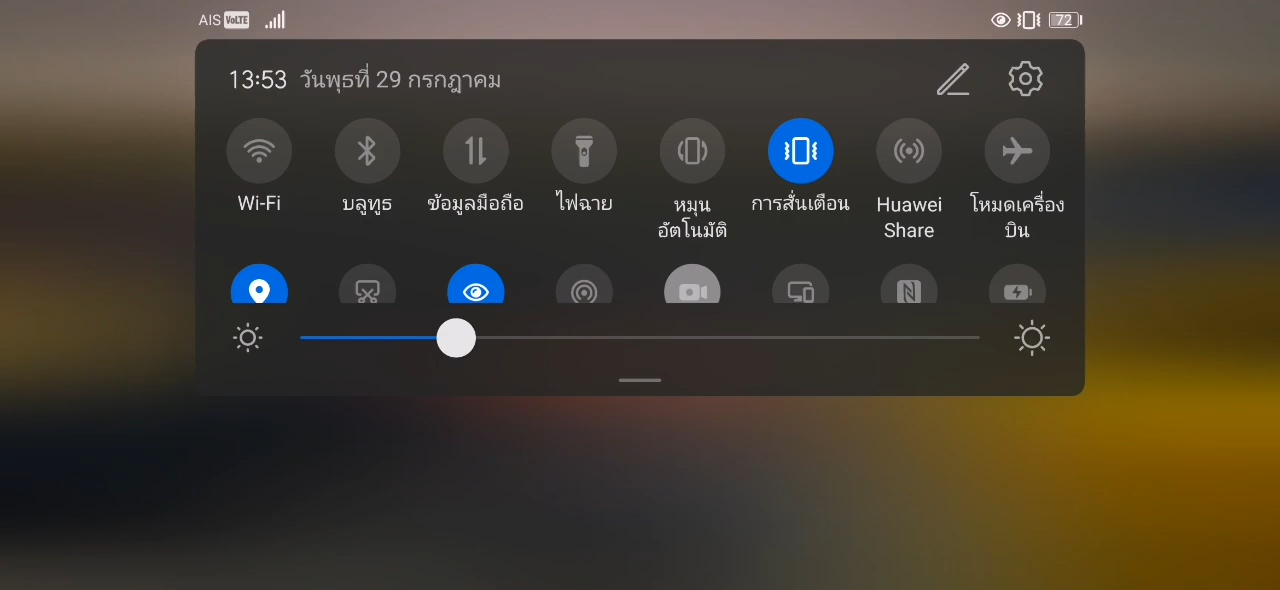 AIS VoLTE 72
13:53 วันพุธที่ 29 กรกฎาคม
Wi-Fi บลูทูธ ข้อมูลมือถือ ไฟฉาย หมุน การสั่นเตือน Huawei โหมดเครื่อง
อัตโนมัติ Share บิน